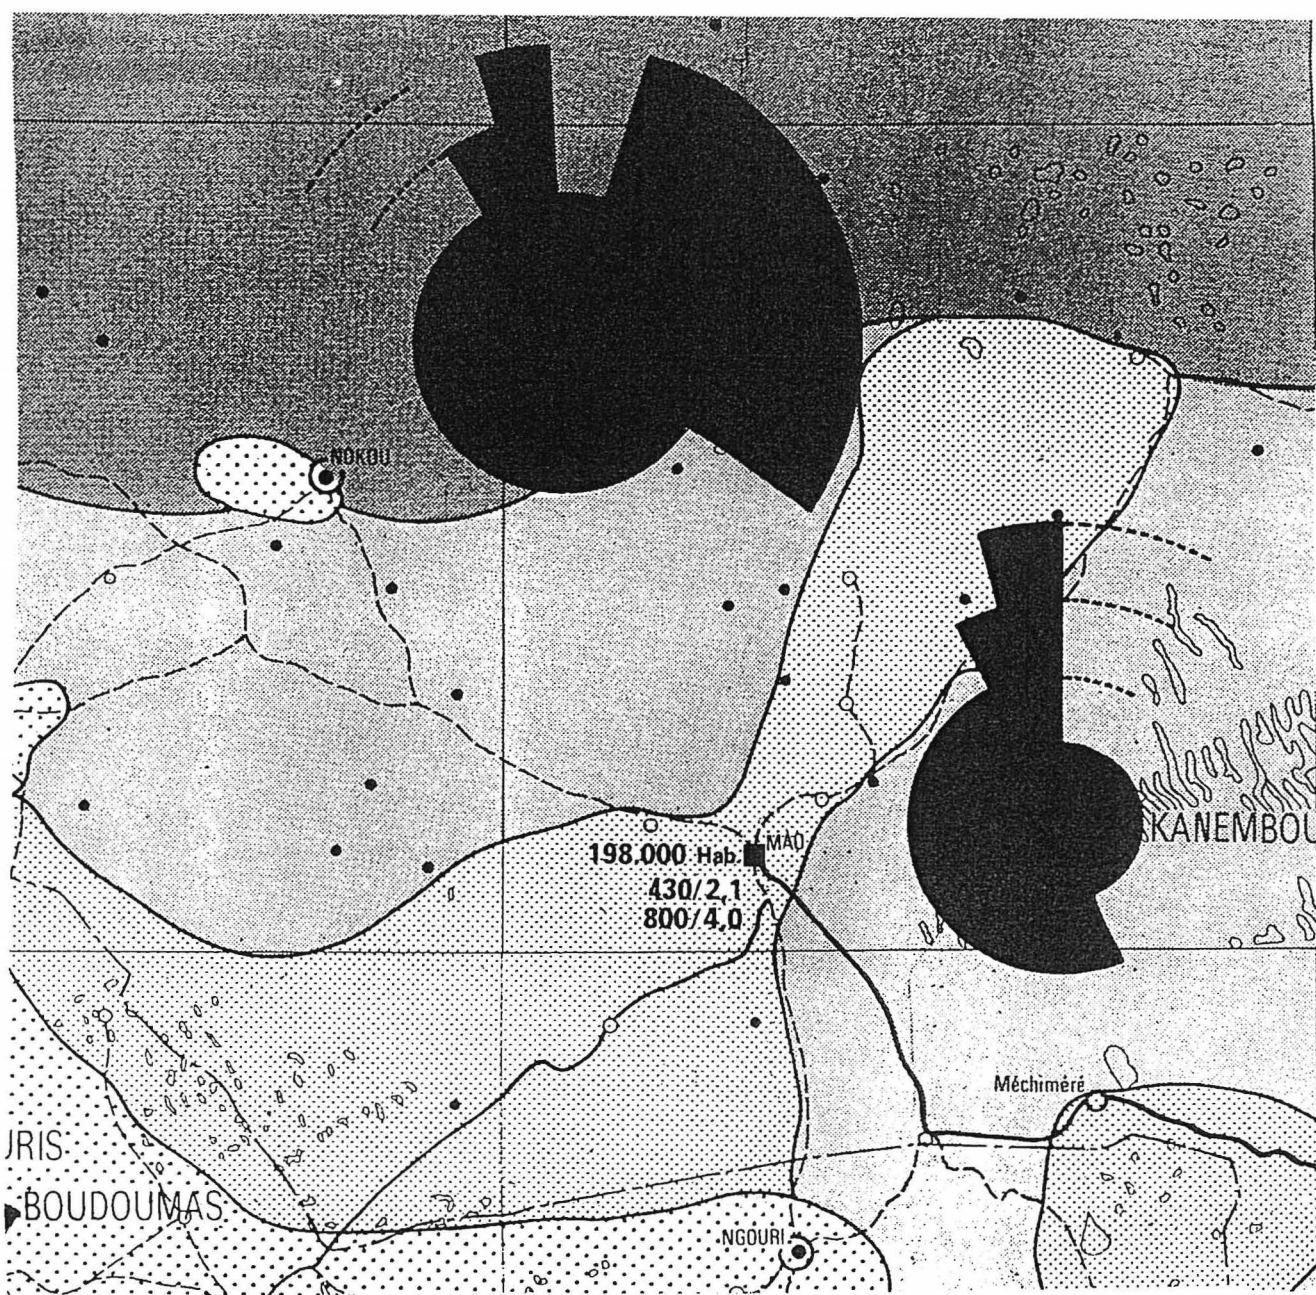 NOKOU
KANEMBOU
MAO
198.000 Hab.
430/2,1
800/4,0
Méchiméré
URIS
BOUDOUMAS
NGOURI